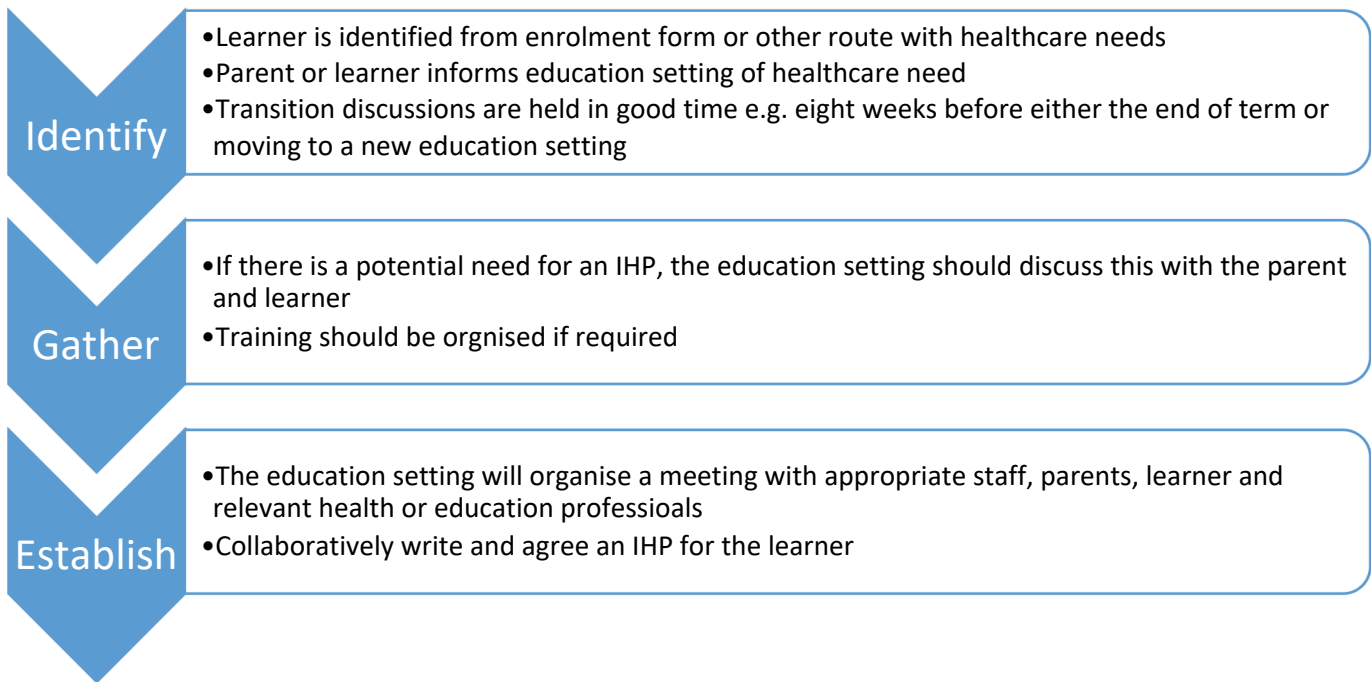 Identify
•Learner is identified from enrolment form or other route with healthcare needs
•Parent or learner informs education setting of healthcare need
•Transition discussions are held in good time e.g. eight weeks before either the end of term or
moving to a new education setting
Gather
•If there is a potential need for an IHP, the education setting should discuss this with the parent
and learner
•Training should be orgnised if required
Establish
•The education setting will organise a meeting with appropriate staff, parents, learner and
relevant health or education professioals
•Collaboratively write and agree an IHP for the learner